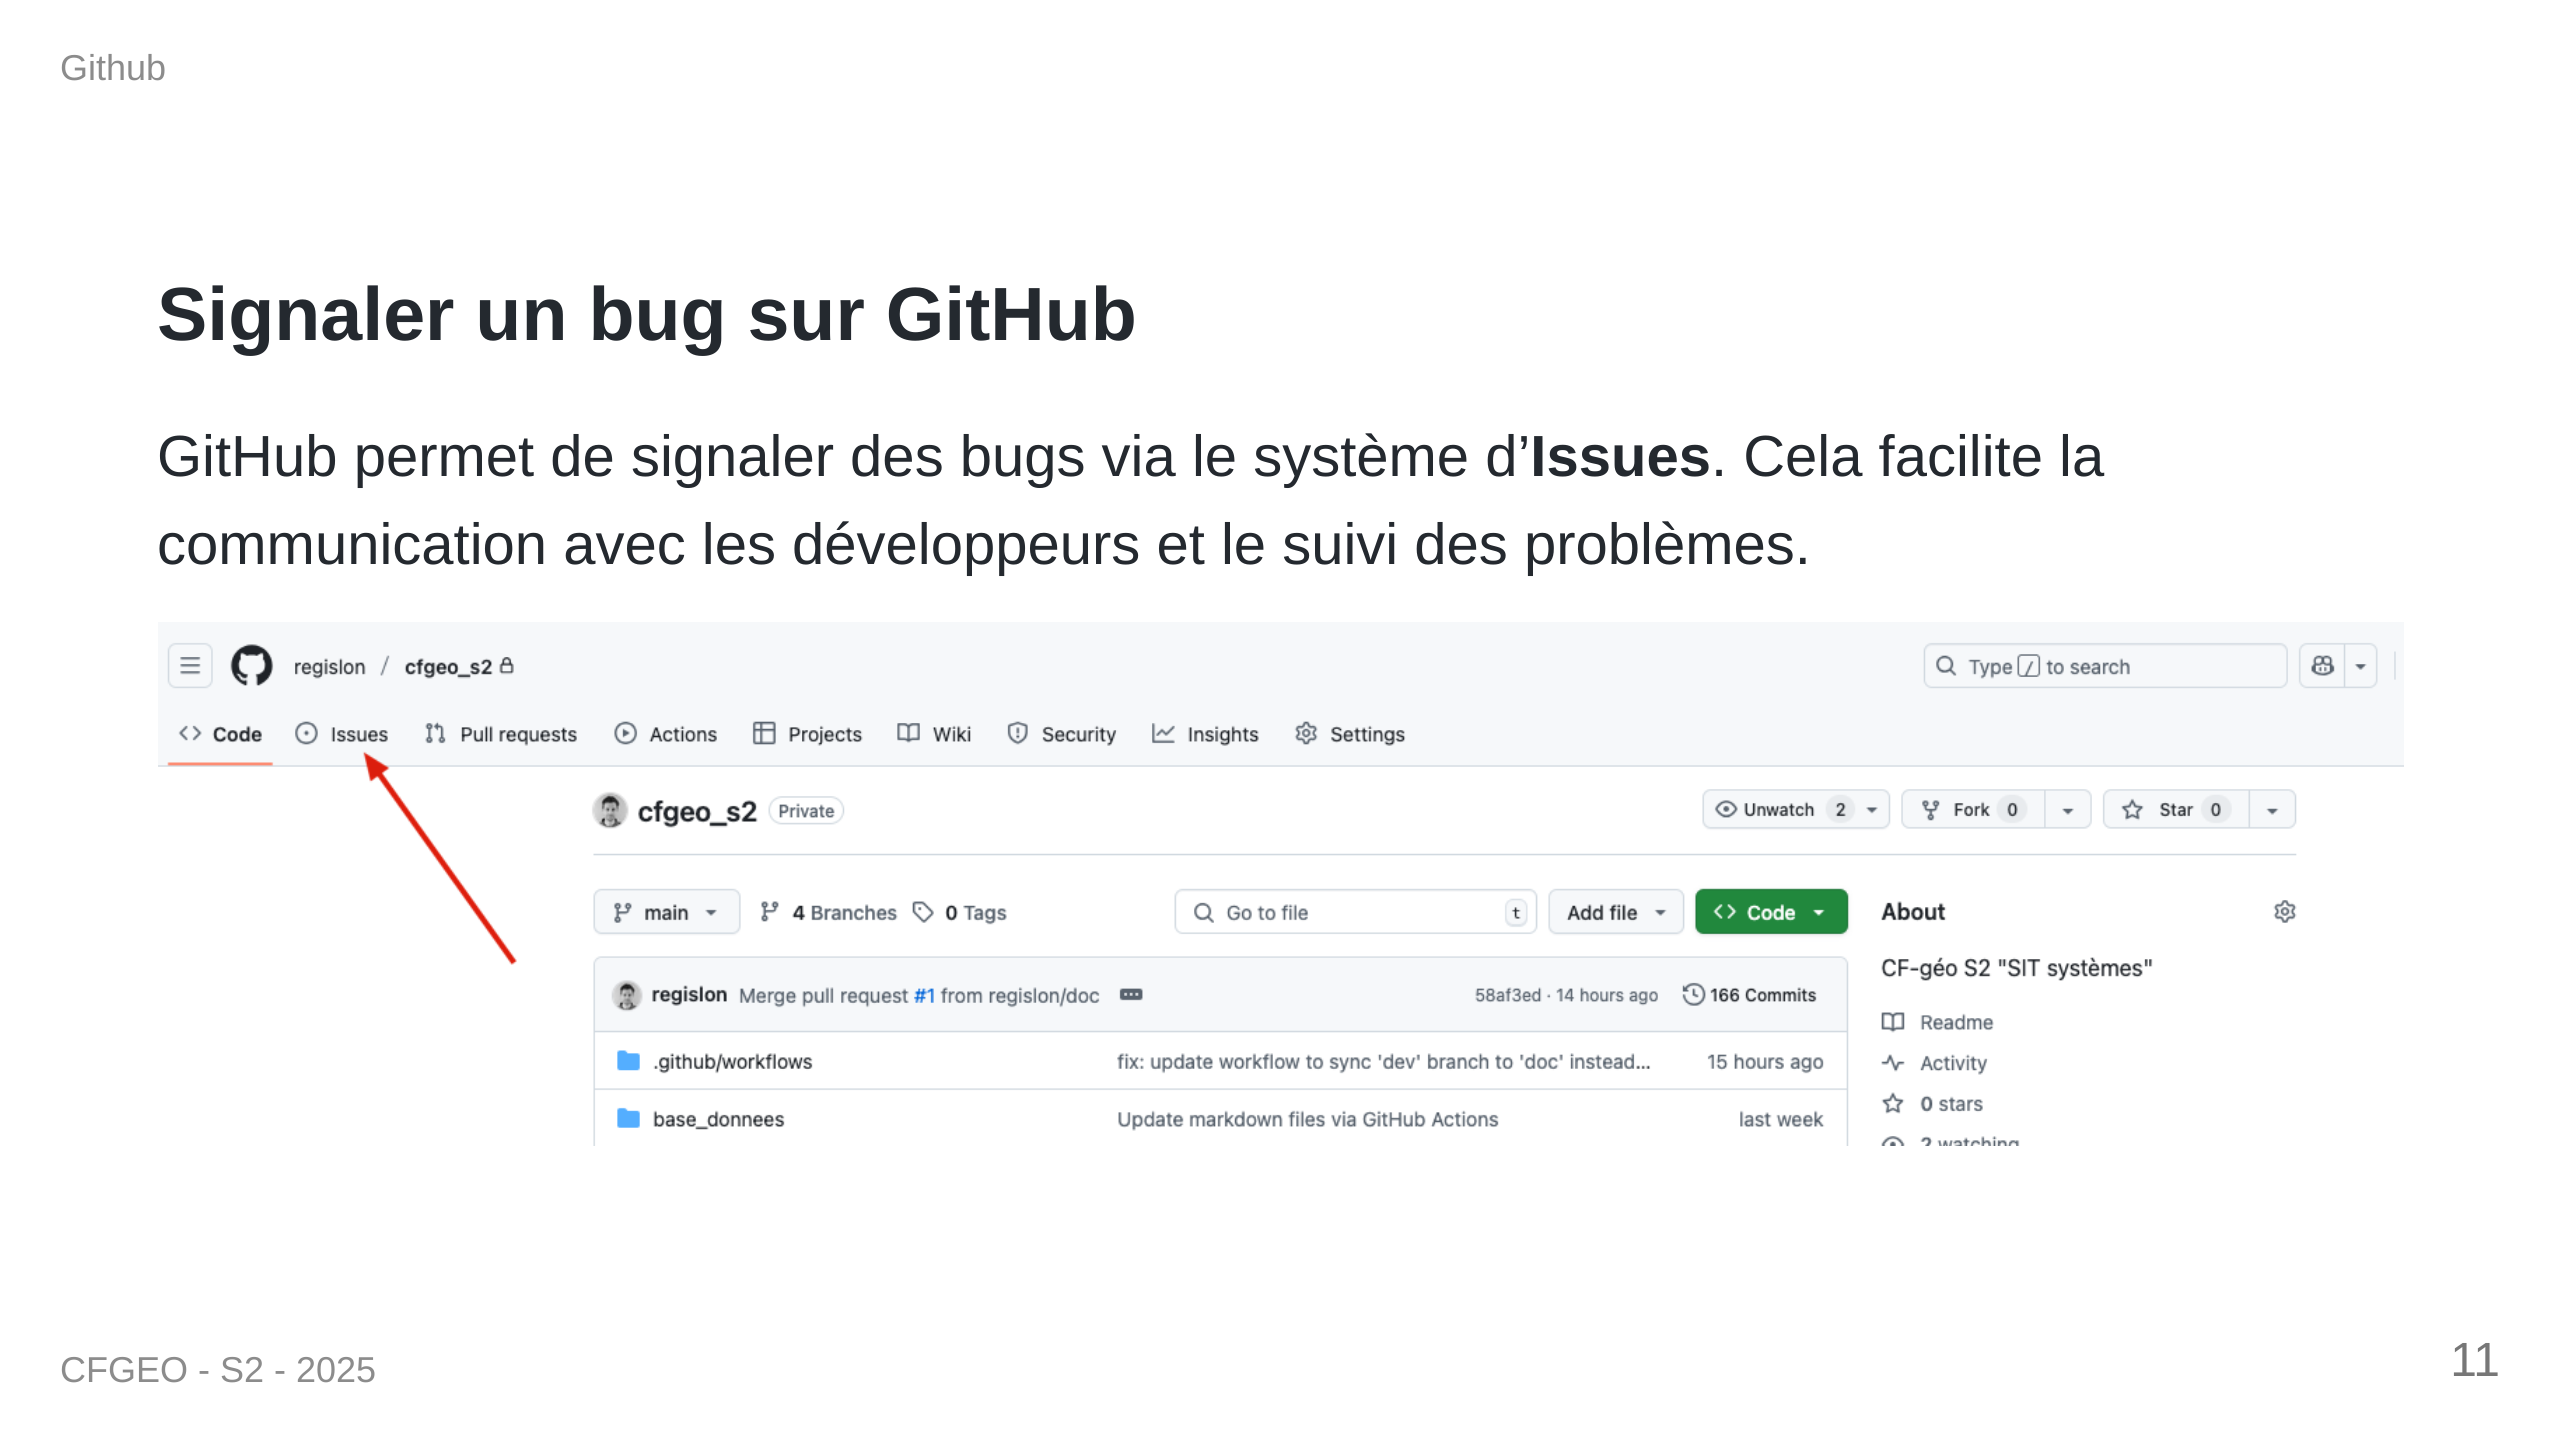 Github
Signaler un bug sur GitHub
GitHub permet de signaler des bugs via le système d’Issues. Cela facilite la
communication avec les développeurs et le suivi des problèmes.
regislon / cfgeo_s2
Type / to search
Code Issues Pull requests Actions Projects Wiki Security Insights Settings
cfgeo_s2 Private
Unwatch 2 Fork 0 Star 0
main 4 Branches 0 Tags Go to file t Add file Code
About
CF-géo S2 "SIT systèmes"
regislon Merge pull request #1 from regislon/doc 58af3ed · 14 hours ago 166 Commits
Readme
.github/workflows fix: update workflow to sync 'dev' branch to 'doc' instead... 15 hours ago
Activity
0 stars
base_donnees Update markdown files via GitHub Actions last week
2 watching
CFGEO - S2 - 2025
11